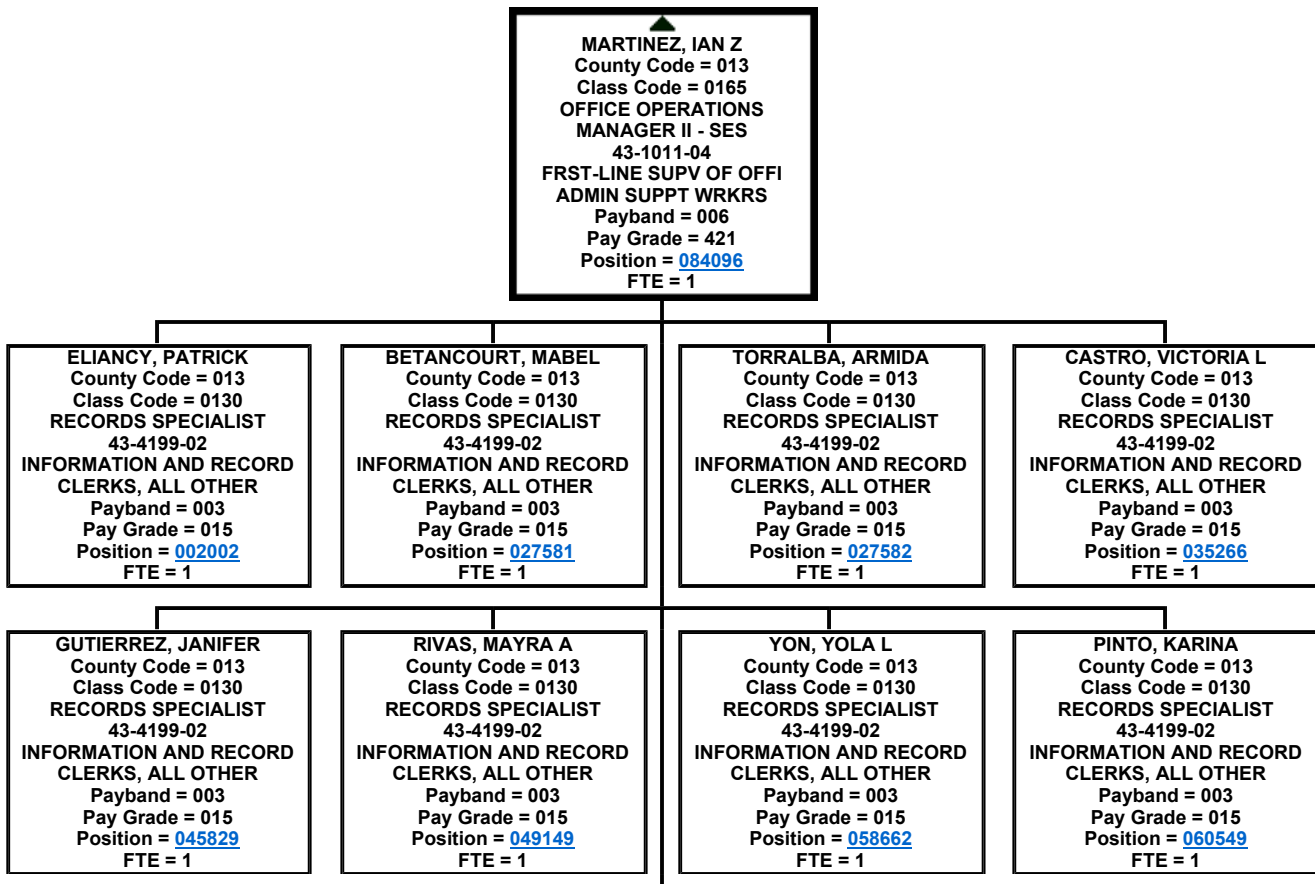 MARTINEZ, IAN Z
County Code = 013
Class Code = 0165
OFFICE OPERATIONS
MANAGER II - SES
43-1011-04
FRST-LINE SUPV OF OFFI
ADMIN SUPPT WRKRS
Payband = 006
Pay Grade = 421
Position = 084096
FTE = 1
ELIANCY, PATRICK
County Code = 013
Class Code = 0130
RECORDS SPECIALIST
43-4199-02
INFORMATION AND RECORD
CLERKS, ALL OTHER
Payband = 003
Pay Grade = 015
Position = 002002
FTE = 1
BETANCOURT, MABEL
County Code = 013
Class Code = 0130
RECORDS SPECIALIST
43-4199-02
INFORMATION AND RECORD
CLERKS, ALL OTHER
Payband = 003
Pay Grade = 015
Position = 027581
FTE = 1
TORRALBA, ARMIDA
County Code = 013
Class Code = 0130
RECORDS SPECIALIST
43-4199-02
INFORMATION AND RECORD
CLERKS, ALL OTHER
Payband = 003
Pay Grade = 015
Position = 027582
FTE = 1
CASTRO, VICTORIA L
County Code = 013
Class Code = 0130
RECORDS SPECIALIST
43-4199-02
INFORMATION AND RECORD
CLERKS, ALL OTHER
Payband = 003
Pay Grade = 015
Position = 035266
FTE = 1
GUTIERREZ, JANIFER
County Code = 013
Class Code = 0130
RECORDS SPECIALIST
43-4199-02
INFORMATION AND RECORD
CLERKS, ALL OTHER
Payband = 003
Pay Grade = 015
Position = 045829
FTE = 1
RIVAS, MAYRA A
County Code = 013
Class Code = 0130
RECORDS SPECIALIST
43-4199-02
INFORMATION AND RECORD
CLERKS, ALL OTHER
Payband = 003
Pay Grade = 015
Position = 049149
FTE = 1
YON, YOLA L
County Code = 013
Class Code = 0130
RECORDS SPECIALIST
43-4199-02
INFORMATION AND RECORD
CLERKS, ALL OTHER
Payband = 003
Pay Grade = 015
Position = 058662
FTE = 1
PINTO, KARINA
County Code = 013
Class Code = 0130
RECORDS SPECIALIST
43-4199-02
INFORMATION AND RECORD
CLERKS, ALL OTHER
Payband = 003
Pay Grade = 015
Position = 060549
FTE = 1